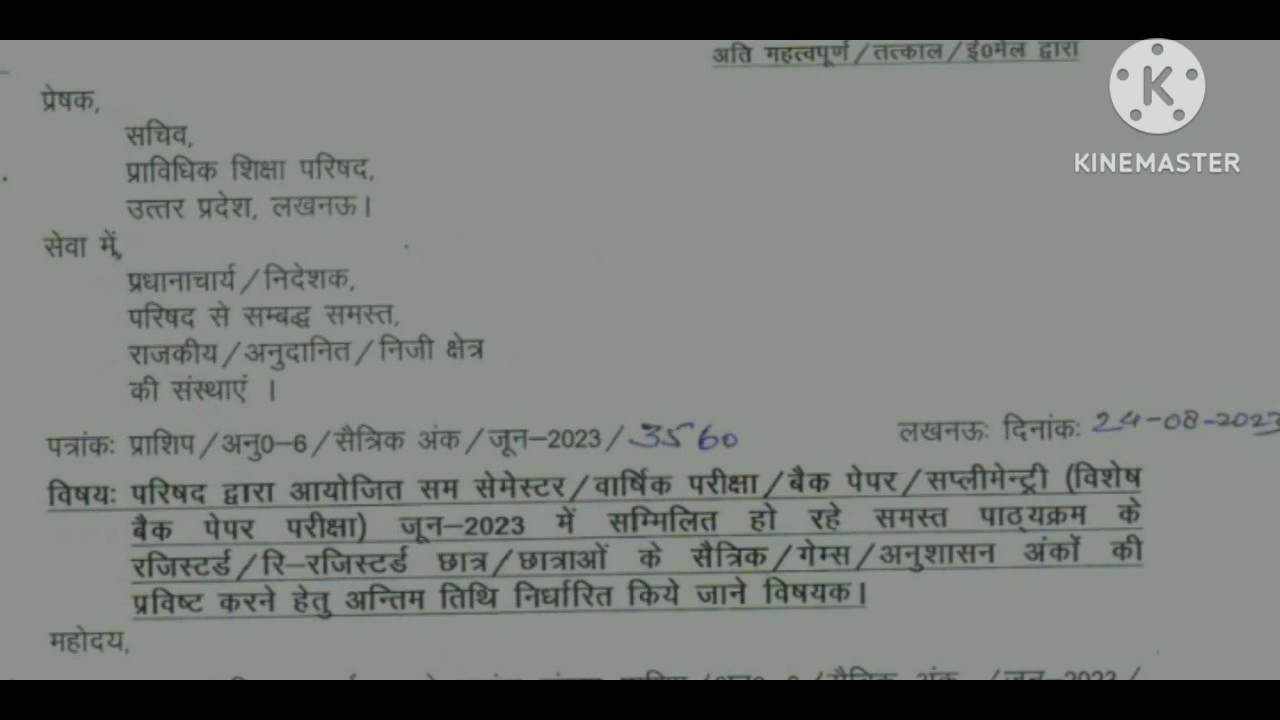 अति महत्वपूर्ण/तत्काल/ई0मेल द्वारा
KINEMASTER
प्रेषक,
सचिव,
प्राविधिक शिक्षा परिषद,
उत्तर प्रदेश, लखनऊ।
सेवा में,
प्रधानाचार्य/निदेशक,
परिषद से सम्बद्ध समस्त,
राजकीय/अनुदानित/निजी क्षेत्र
की संस्थाएं ।
पत्रांकः प्राशिप/अनु0-6/सैत्रिक अंक/जून-2023/3560 लखनऊः दिनांकः 24-08-2023
विषयः परिषद द्वारा आयोजित सम सेमेस्टर/वार्षिक परीक्षा/बैक पेपर/सप्लीमेन्ट्री (विशेष
बैक पेपर परीक्षा) जून-2023 में सम्मिलित हो रहे समस्त पाठ्यक्रम के
रजिस्टर्ड/रि-रजिस्टर्ड छात्र/छात्राओं के सैत्रिक/गेम्स/अनुशासन अंकों की
प्रविष्ट करने हेतु अन्तिम तिथि निर्धारित किये जाने विषयक।
महोदय,
सैत्रिक अंक /जून-2023/